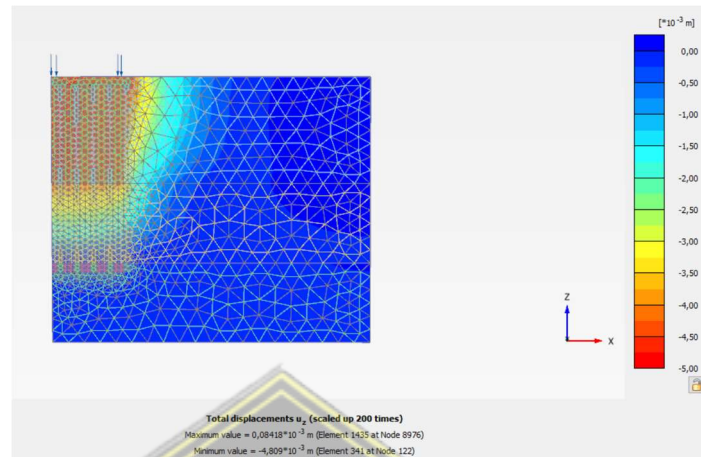 [*10⁻³ m]
0,00
-0,50
-1,00
-1,50
-2,00
-2,50
-3,00
-3,50
-4,00
-4,50
-5,00
Z
X
Total displacements u_z (scaled up 200 times)
Maximum value = 0,08418*10⁻³ m (Element 1435 at Node 8976)
Minimum value = -4,809*10⁻³ m (Element 341 at Node 122)